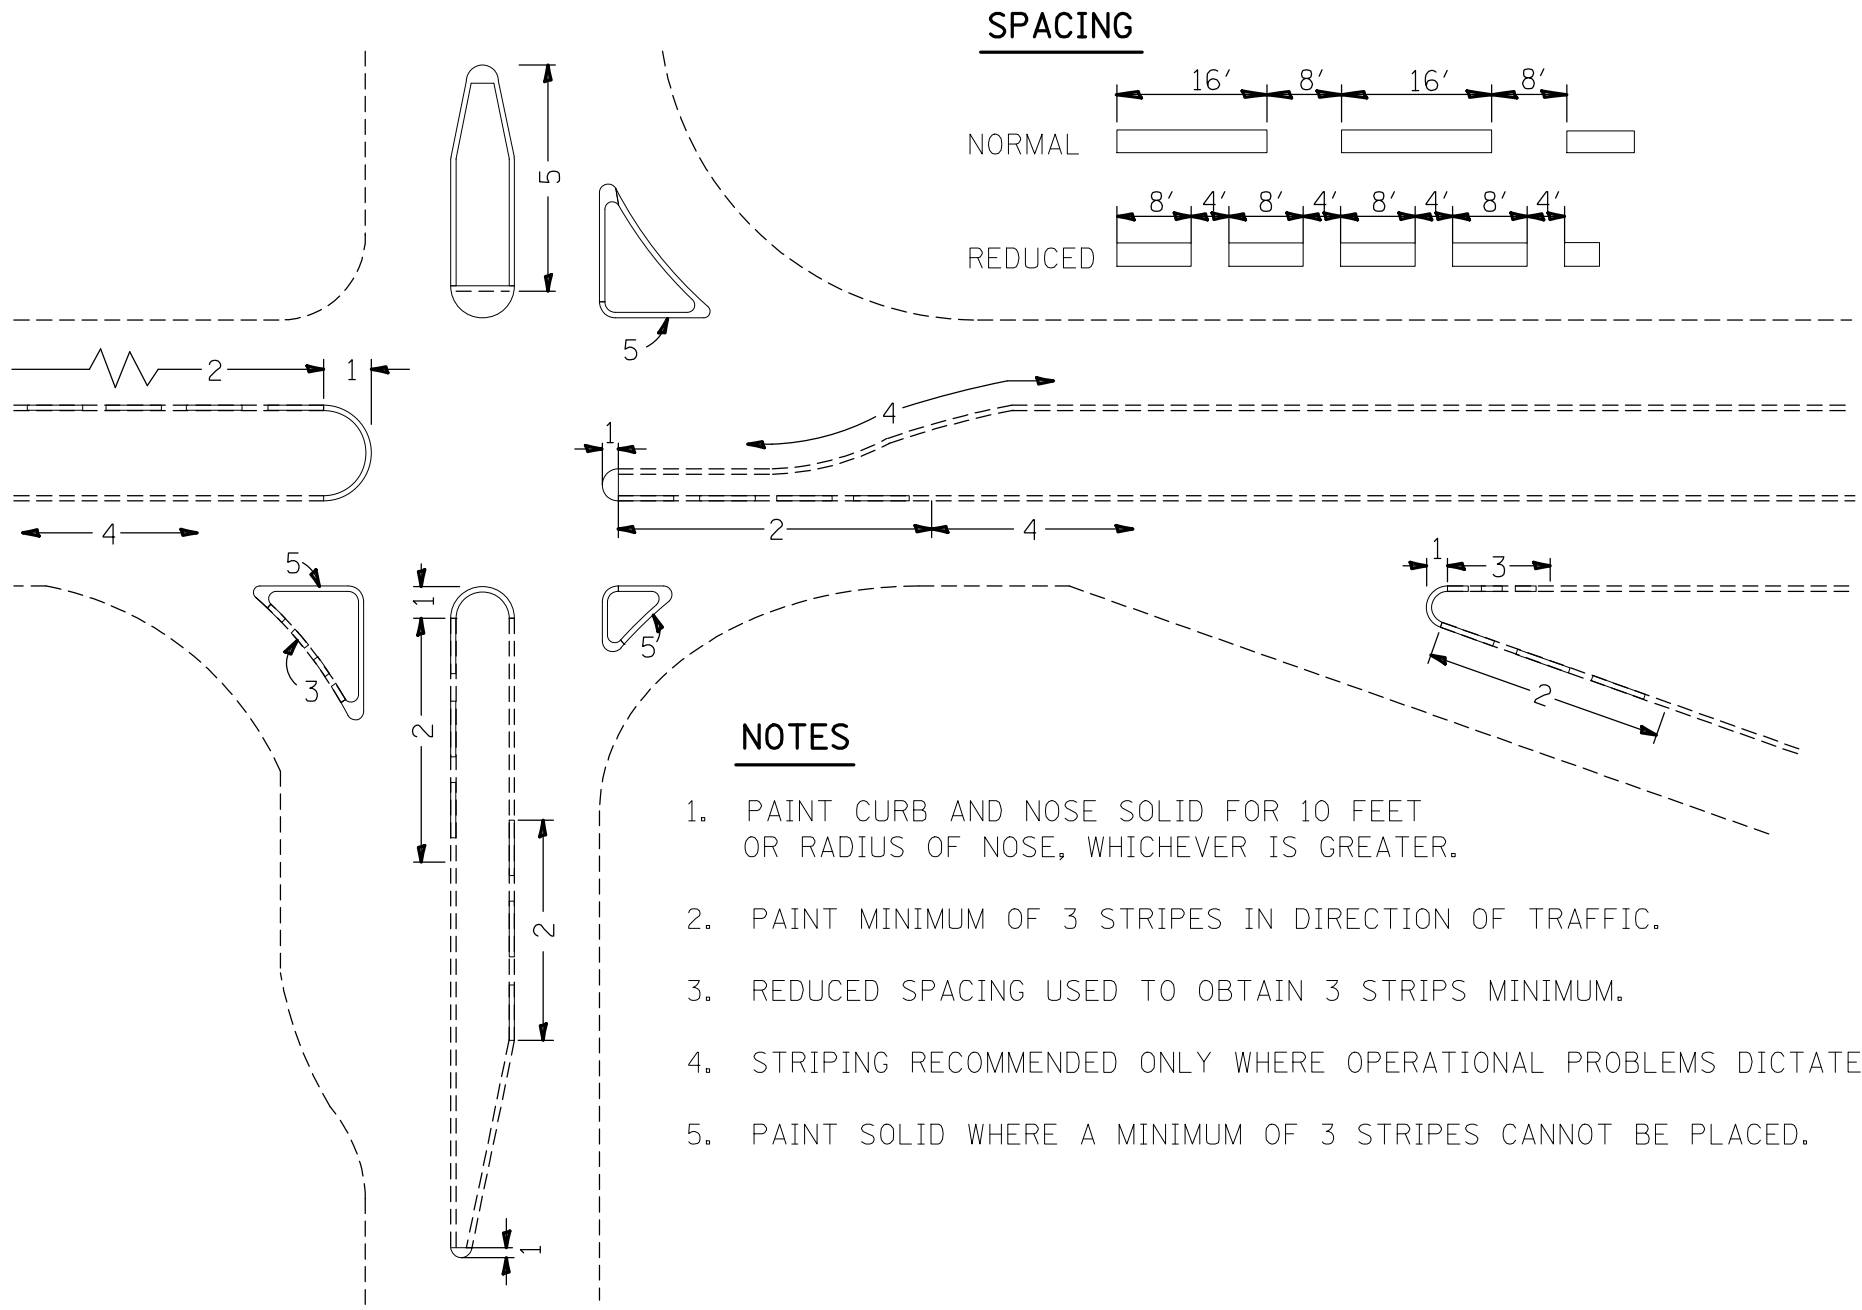 SPACING
16' 8' 16' 8'
NORMAL
8' 4' 8' 4' 8' 4' 8' 4'
REDUCED
5
5
2 1
4
1
4
2 4
5
1
3
5
1 3
2
2
2
1
NOTES
1. PAINT CURB AND NOSE SOLID FOR 10 FEET
OR RADIUS OF NOSE, WHICHEVER IS GREATER.
2. PAINT MINIMUM OF 3 STRIPES IN DIRECTION OF TRAFFIC.
3. REDUCED SPACING USED TO OBTAIN 3 STRIPS MINIMUM.
4. STRIPING RECOMMENDED ONLY WHERE OPERATIONAL PROBLEMS DICTATE
5. PAINT SOLID WHERE A MINIMUM OF 3 STRIPES CANNOT BE PLACED.